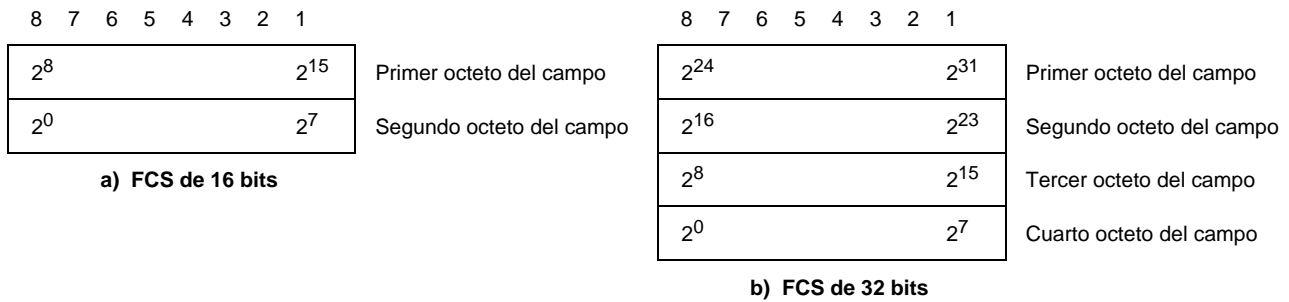 8 7 6 5 4 3 2 1
2^8 2^15 Primer octeto del campo
2^0 2^7 Segundo octeto del campo
a) FCS de 16 bits
8 7 6 5 4 3 2 1
2^24 2^31 Primer octeto del campo
2^16 2^23 Segundo octeto del campo
2^8 2^15 Tercer octeto del campo
2^0 2^7 Cuarto octeto del campo
b) FCS de 32 bits